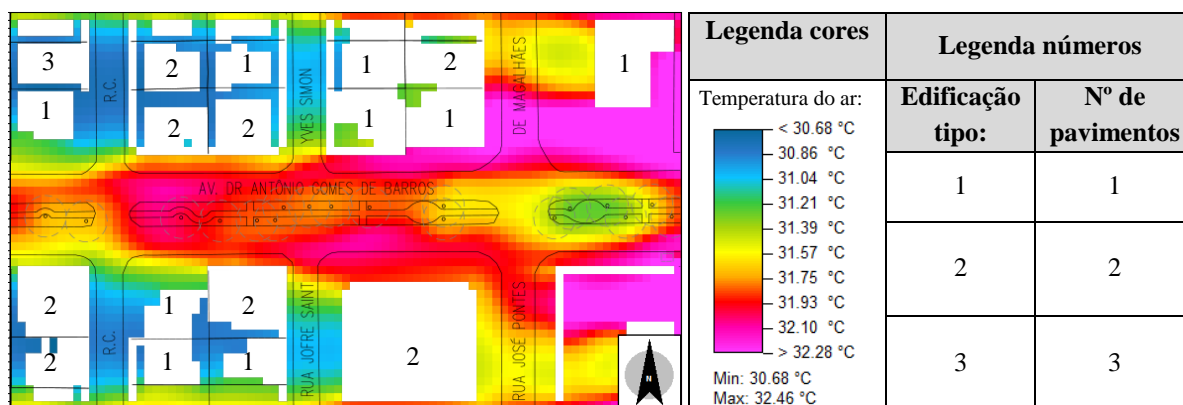 3
2
1
1
2
1
1
2
2
1
1
R.C.
YVES SIMON
DE MAGALHÃES
AV. DR ANTÔNIO GOMES DE BARROS
2
1
2
2
1
1
2
R.C.
RUA JOFRE SAINT
RUA JOSÉ PONTES
N
Legenda cores
Temperatura do ar:
< 30.68 °C
30.86 °C
31.04 °C
31.21 °C
31.39 °C
31.57 °C
31.75 °C
31.93 °C
32.10 °C
> 32.28 °C
Min: 30.68 °C
Max: 32.46 °C
Legenda números
Edificação Nº de
tipo: pavimentos
1 1
2 2
3 3